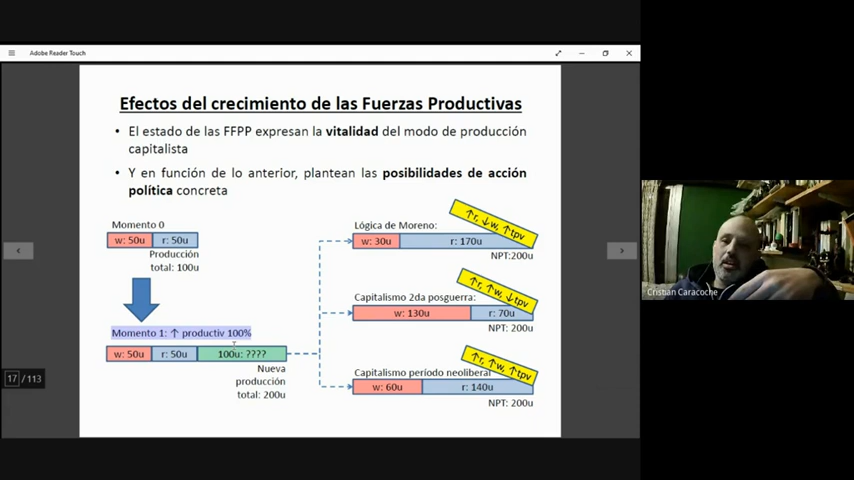 Adobe Reader Touch
Efectos del crecimiento de las Fuerzas Productivas
• El estado de las FFPP expresan la vitalidad del modo de producción
capitalista
• Y en función de lo anterior, plantean las posibilidades de acción
política concreta
Momento 0
w: 50u r: 50u
Producción
total: 100u
Momento 1: ↑ productiv 100%
w: 50u r: 50u 100u: ????
Nueva
producción
total: 200u
Lógica de Moreno:
↑r, ↓w, ↑tpv
w: 30u r: 170u
NPT:200u
Capitalismo 2da posguerra:
↑r, ↑w, ↓tpv
w: 130u r: 70u
NPT: 200u
Capitalismo período neoliberal
↑r, ↑w, ↑tpv
w: 60u r: 140u
NPT: 200u
17 / 113
Cristian Caracoche